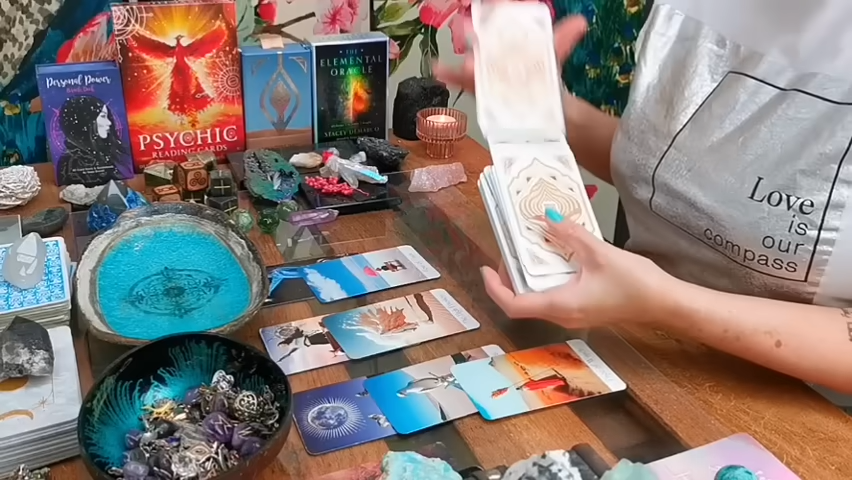 Personal Power
PSYCHIC
READING CARDS
THE
ELEMENTAL
ORACLE
STACEY DEMARCO
Love is
our
compass